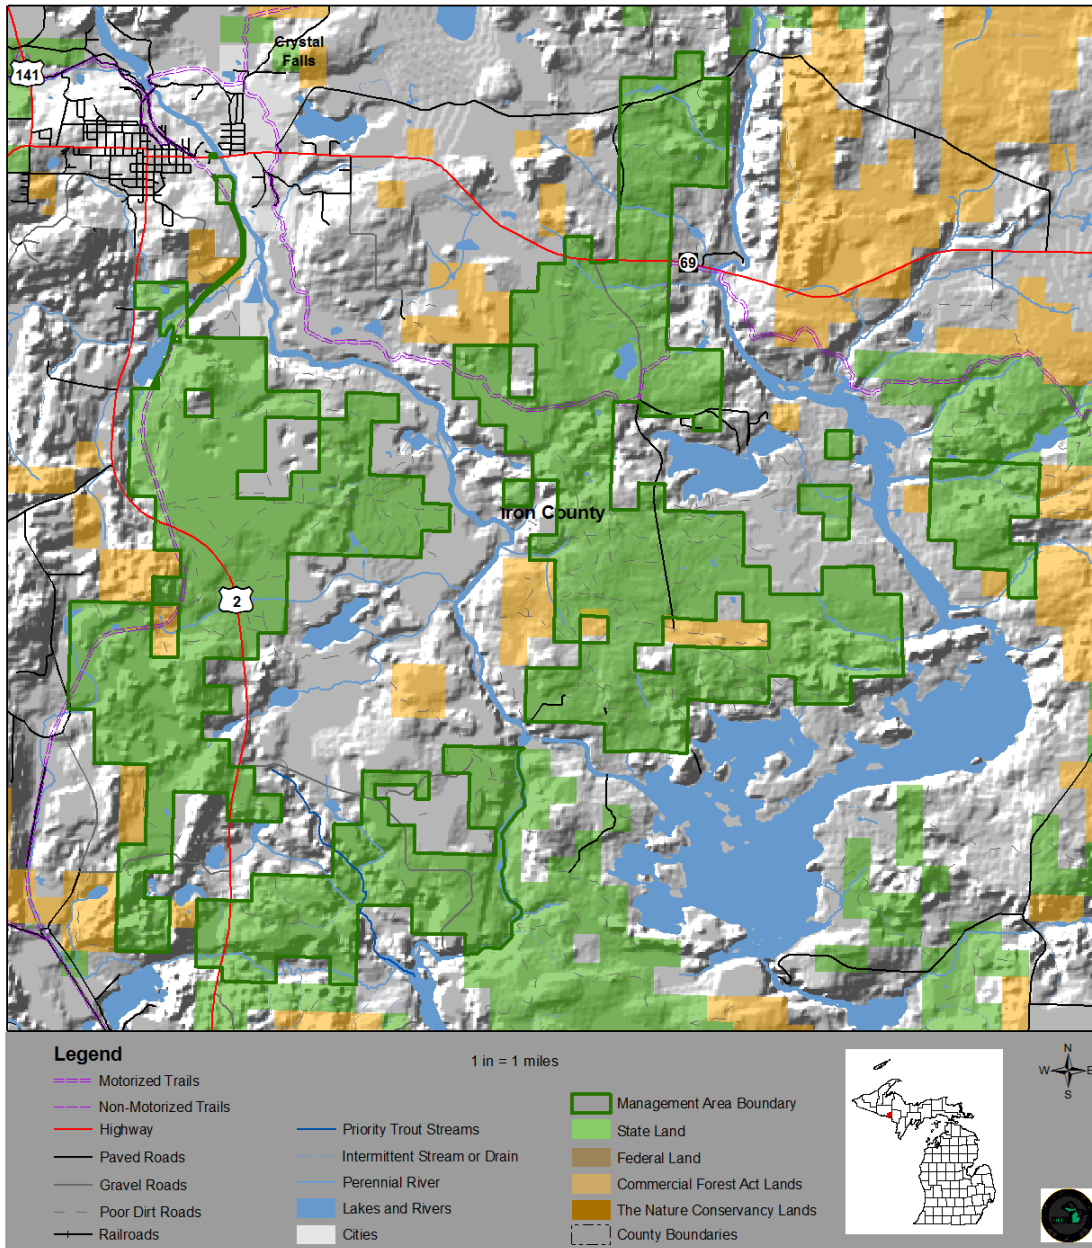 Crystal
Falls
141
69
Iron County
2
Legend
1 in = 1 miles
Motorized Trails
Non-Motorized Trails
Highway
Paved Roads
Gravel Roads
Poor Dirt Roads
Railroads
Priority Trout Streams
Intermittent Stream or Drain
Perennial River
Lakes and Rivers
Cities
Management Area Boundary
State Land
Federal Land
Commercial Forest Act Lands
The Nature Conservancy Lands
County Boundaries
N
W E
S